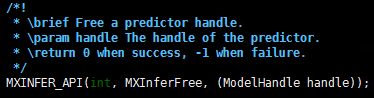 /*!
 * \brief Free a predictor handle.
 * \param handle The handle of the predictor.
 * \return 0 when success, -1 when failure.
 */
MXINFER_API(int, MXInferFree, (ModelHandle handle));